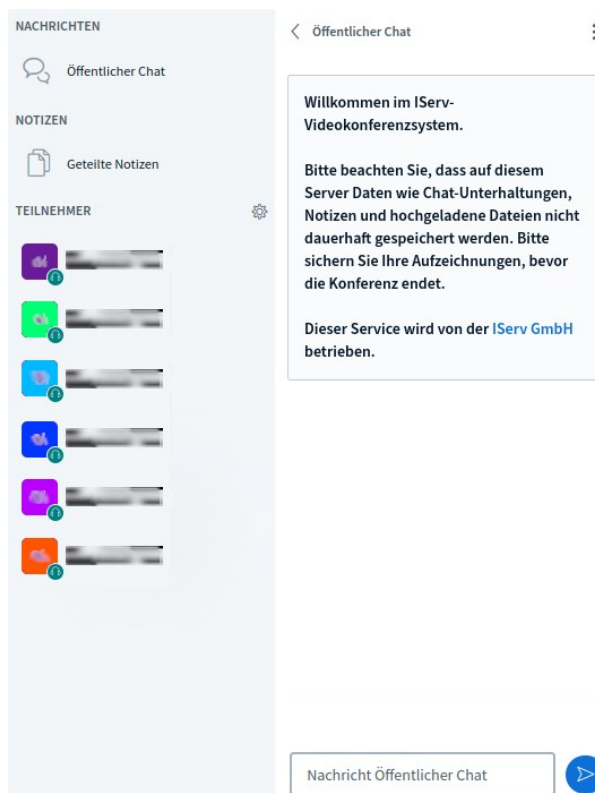 NACHRICHTEN
Öffentlicher Chat
NOTIZEN
Geteilte Notizen
TEILNEHMER
Öffentlicher Chat
Willkommen im IServ-
Videokonferenzsystem.
Bitte beachten Sie, dass auf diesem
Server Daten wie Chat-Unterhaltungen,
Notizen und hochgeladene Dateien nicht
dauerhaft gespeichert werden. Bitte
sichern Sie Ihre Aufzeichnungen, bevor
die Konferenz endet.
Dieser Service wird von der IServ GmbH
betrieben.
Nachricht Öffentlicher Chat